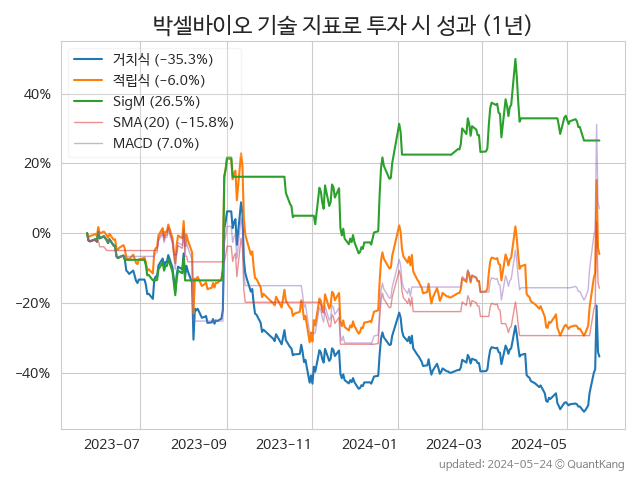 박셀바이오 기술 지표로 투자 시 성과 (1년)
거치식 (−35.3%)
적립식 (−6.0%)
SigM (26.5%)
SMA(20) (−15.8%)
MACD (7.0%)
40%
20%
0%
−20%
−40%
2023−07 2023−09 2023−11 2024−01 2024−03 2024−05
updated: 2024-05-24 © QuantKang